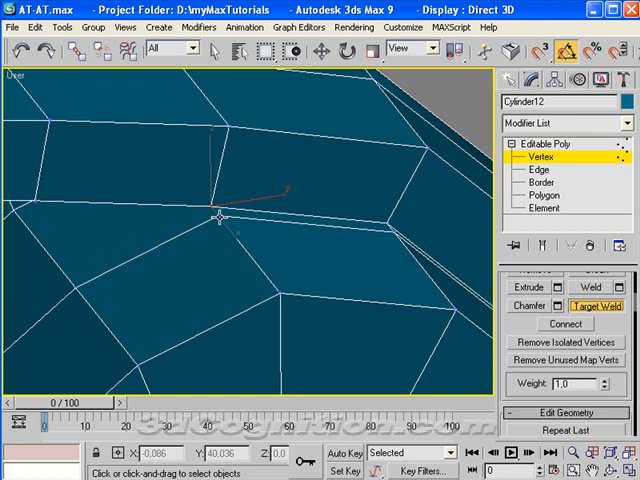 AT-AT.max - Project Folder: D:\myMaxTutorials - Autodesk 3ds Max 9 - Display : Direct 3D
File Edit Tools Group Views Create Modifiers Animation Graph Editors Rendering Customize MAXScript Help
All View
User
Cylinder12
Modifier List
Editable Poly
Vertex
Edge
Border
Polygon
Element
Extrude Weld
Chamfer Target Weld
Connect
Remove Isolated Vertices
Remove Unused Map Verts
Weight: 1,0
Edit Geometry
Repeat Last
0 / 100
0 10 20 30 40 50 60 70 80 90 100
3dCognition.com
X: -0,086 Y: 40,036 Z: 0,0
Auto Key Selected
Set Key Key Filters... 0
Click or click-and-drag to select objects